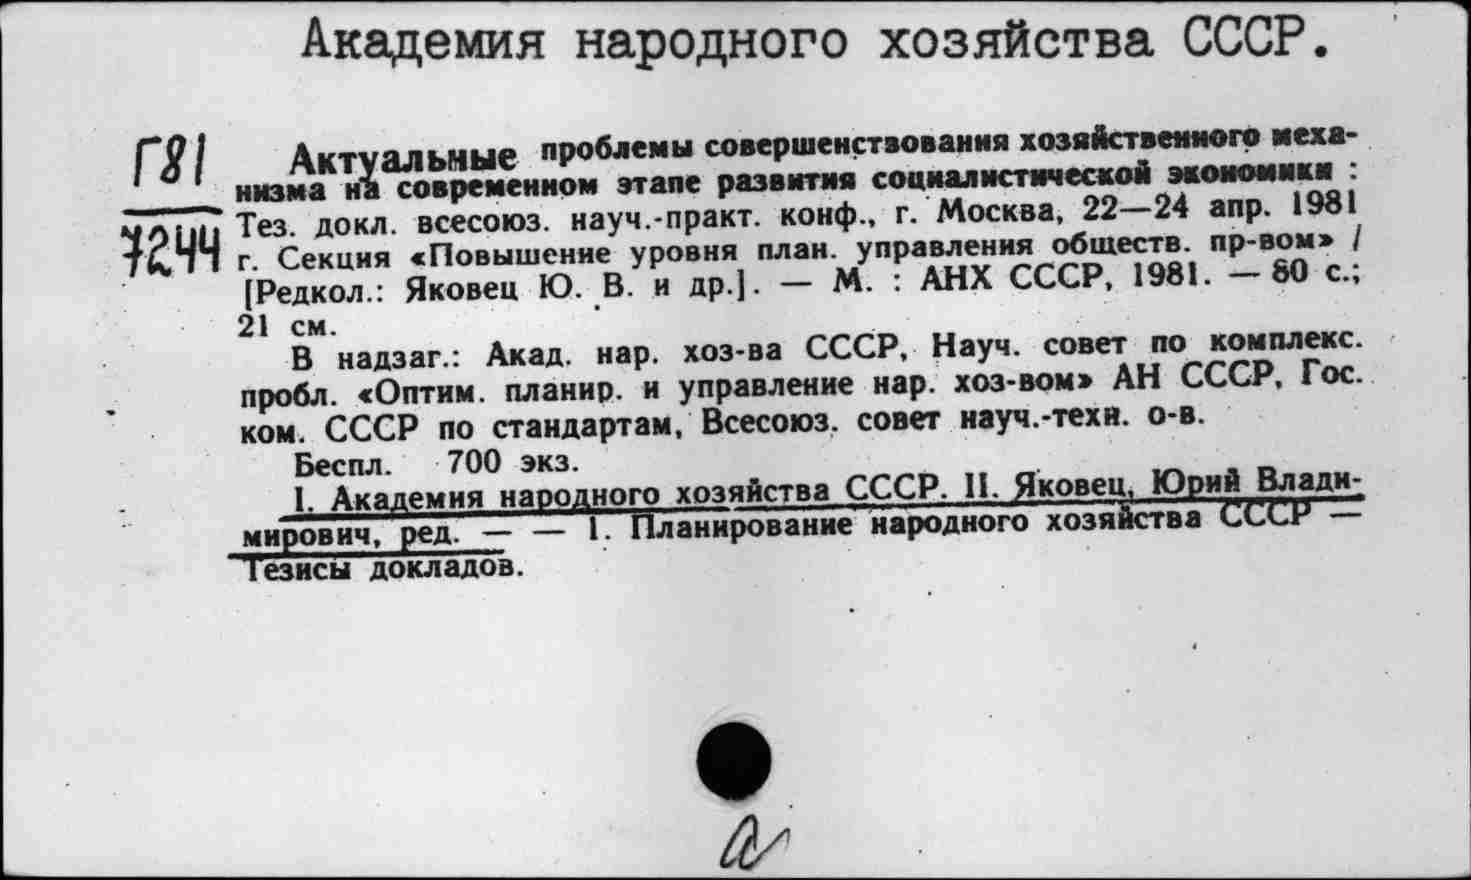 Академия народного хозяйства СССР.
Г81
7244
Актуальные проблемы совершенствования хозяйственного меха-
низма на современном этапе развития социалистической экономики :
Тез. докл. всесоюз. науч.-практ. конф., г. Москва, 22—24 апр. 1981
г. Секция «Повышение уровня план. управления обществ. пр-вом» /
[Редкол.: Яковец Ю. В. и др.]. — М. : АНХ СССР, 1981. — 80 с.;
21 см.
В надзаг.: Акад. нар. хоз-ва СССР, Науч. совет по комплекс.
пробл. «Оптим. планир. и управление нар. хоз-вом» АН СССР, Гос.
ком. СССР по стандартам, Всесоюз. совет науч.-техн. о-в.
Беспл. 700 экз.
I. Академия народного хозяйства СССР. II. Яковец, Юрий Влади-
мирович, ред. — — 1. Планирование народного хозяйства СССР —
Тезисы докладов.